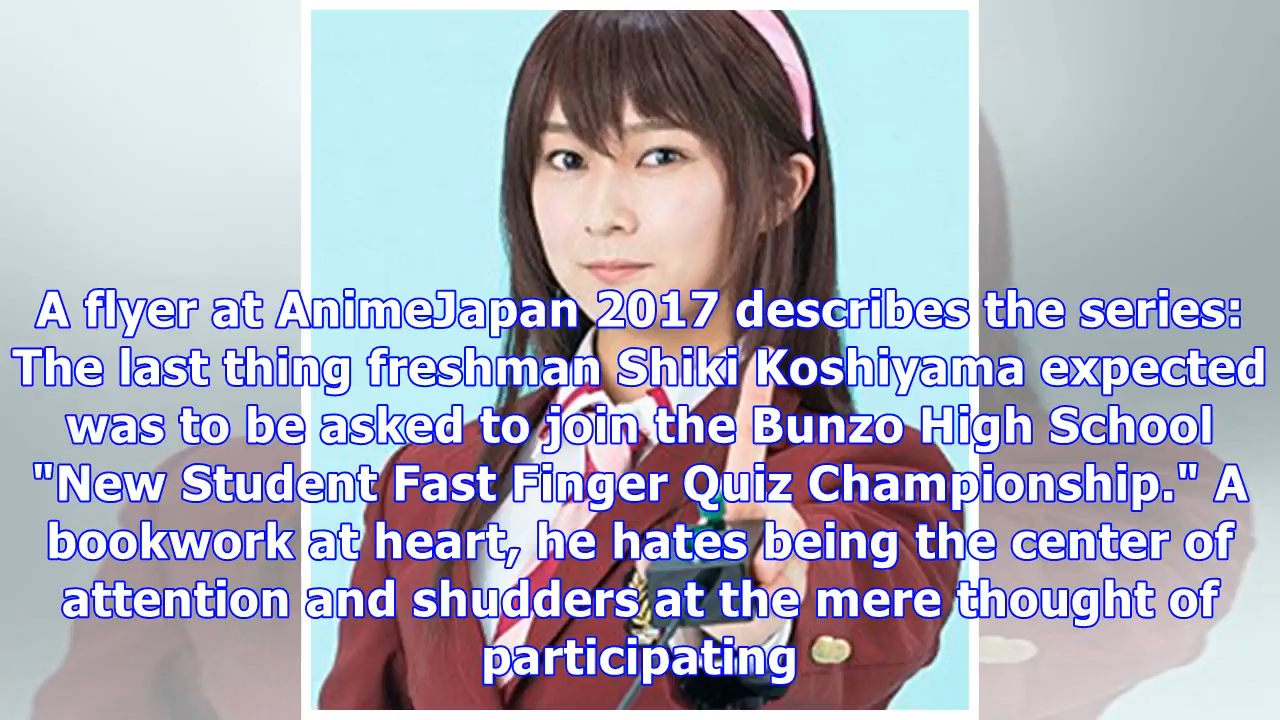 A flyer at AnimeJapan 2017 describes the series:
The last thing freshman Shiki Koshiyama expected
was to be asked to join the Bunzo High School
"New Student Fast Finger Quiz Championship." A
bookwork at heart, he hates being the center of
attention and shudders at the mere thought of
participating